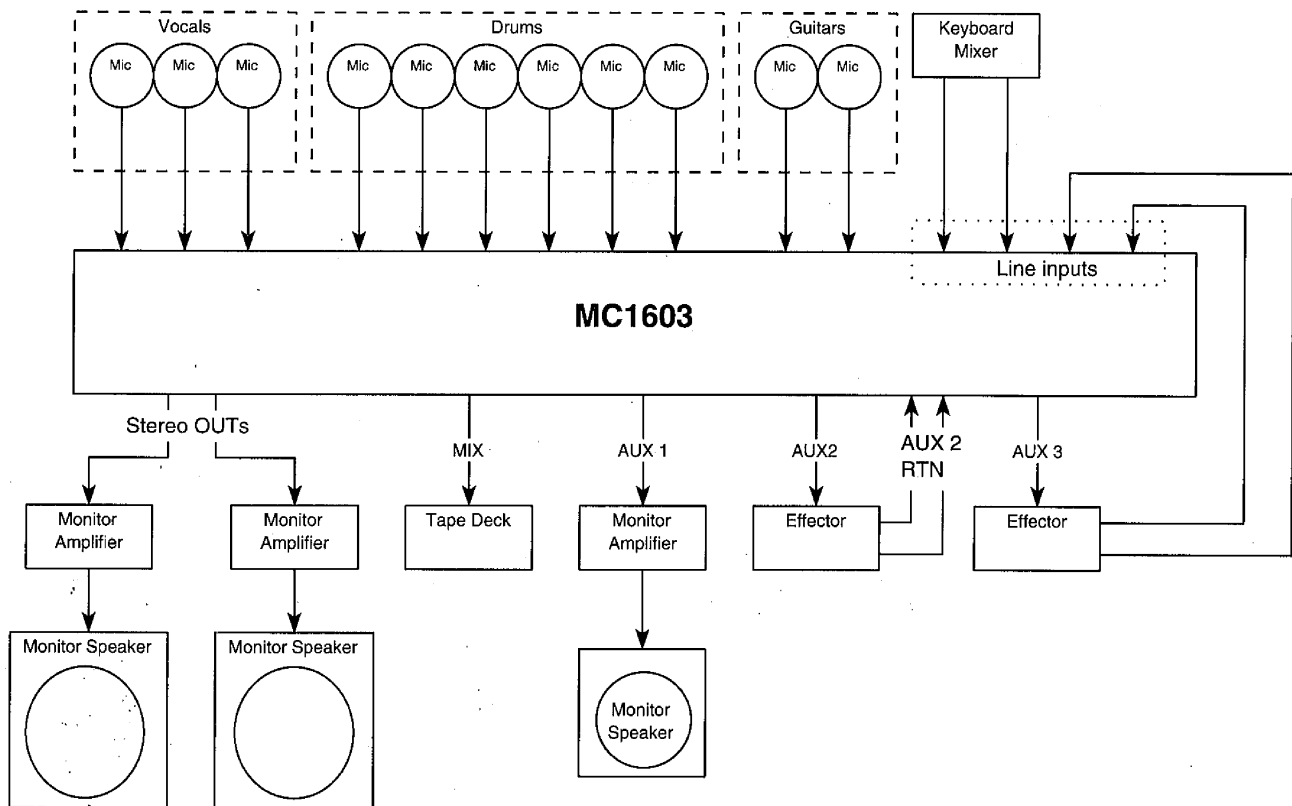 Vocals
Drums
Guitars
Keyboard
Mixer
Mic
Mic
Mic
Mic
Mic
Mic
Mic
Mic
Mic
Mic
Mic
Line inputs
MC1603
Stereo OUTs
MIX
AUX 1
AUX2
AUX 2
RTN
AUX 3
Monitor
Amplifier
Monitor
Amplifier
Tape Deck
Monitor
Amplifier
Effector
Effector
Monitor Speaker
Monitor Speaker
Monitor
Speaker